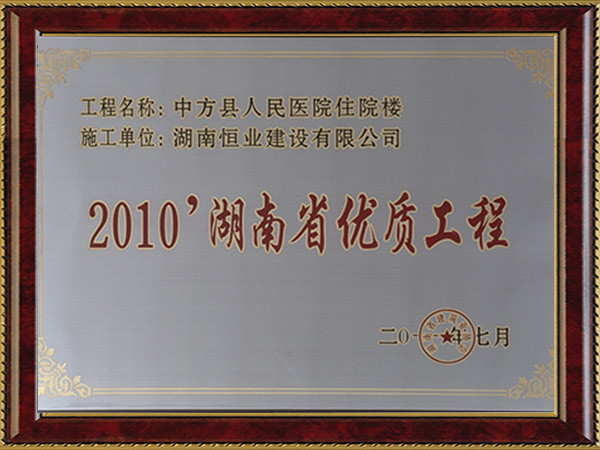 工程名称：中方县人民医院住院楼
施工单位：湖南恒业建设有限公司
2010’湖南省优质工程
二0一一年七月